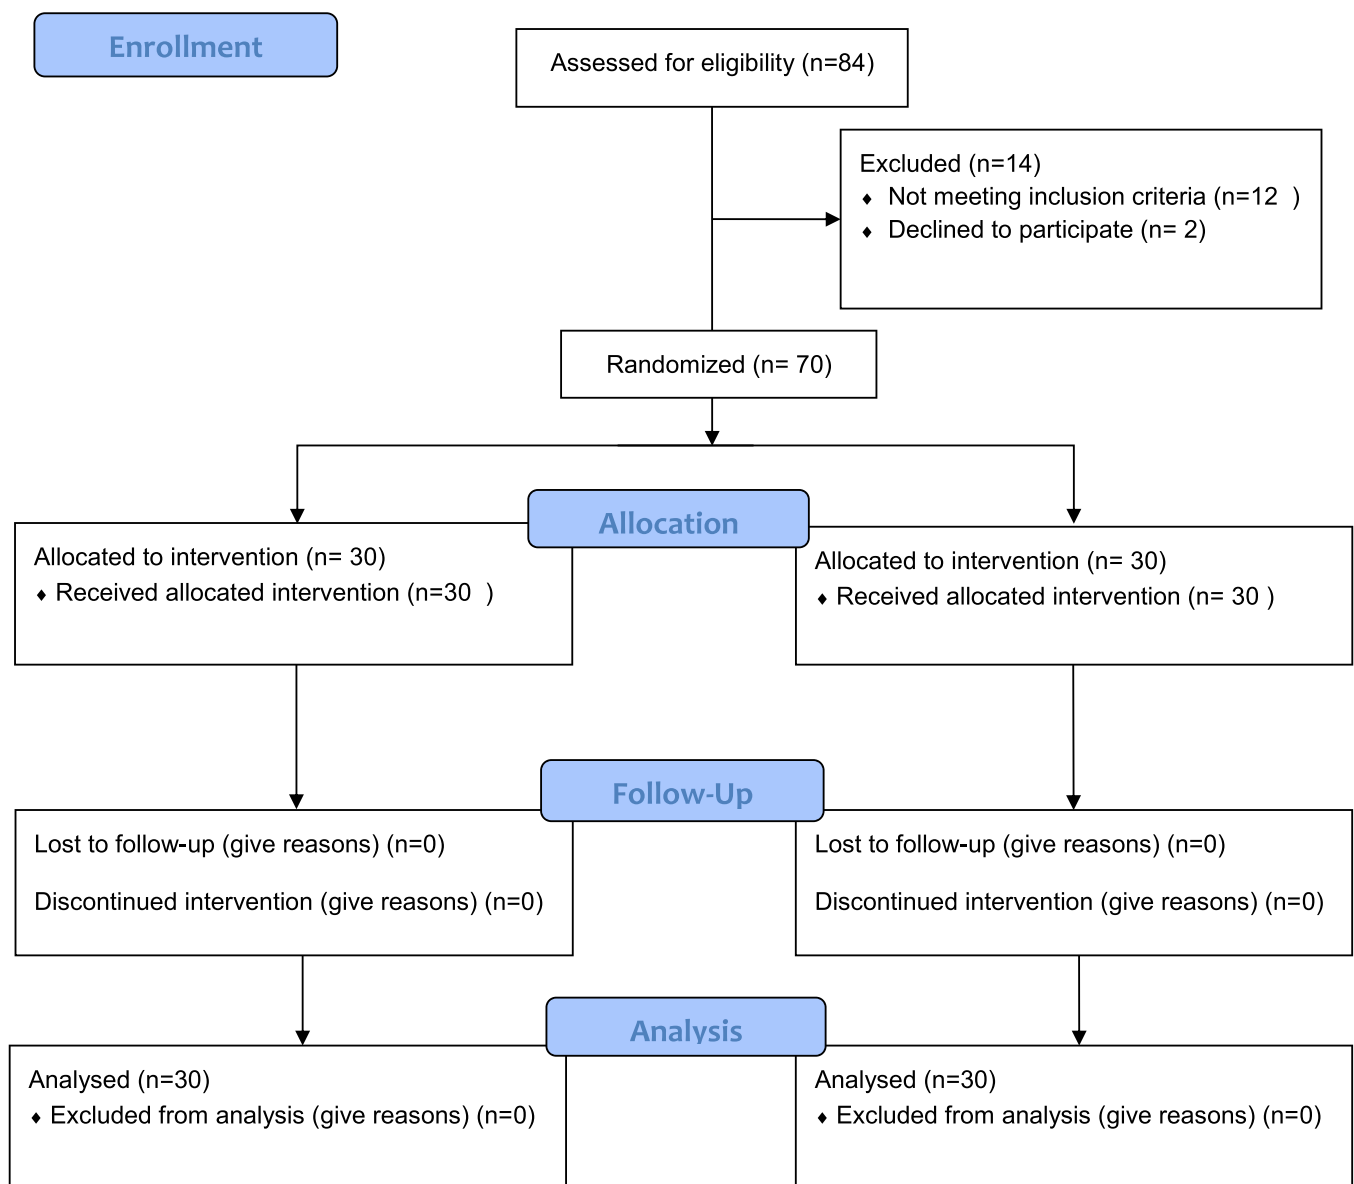 Enrollment
Assessed for eligibility (n=84)
Excluded (n=14)
♦ Not meeting inclusion criteria (n=12 )
♦ Declined to participate (n= 2)
Randomized (n= 70)
Allocation
Allocated to intervention (n= 30)
♦ Received allocated intervention (n=30 )
Allocated to intervention (n= 30)
♦ Received allocated intervention (n= 30 )
Follow-Up
Lost to follow-up (give reasons) (n=0)
Discontinued intervention (give reasons) (n=0)
Lost to follow-up (give reasons) (n=0)
Discontinued intervention (give reasons) (n=0)
Analysis
Analysed (n=30)
♦ Excluded from analysis (give reasons) (n=0)
Analysed (n=30)
♦ Excluded from analysis (give reasons) (n=0)